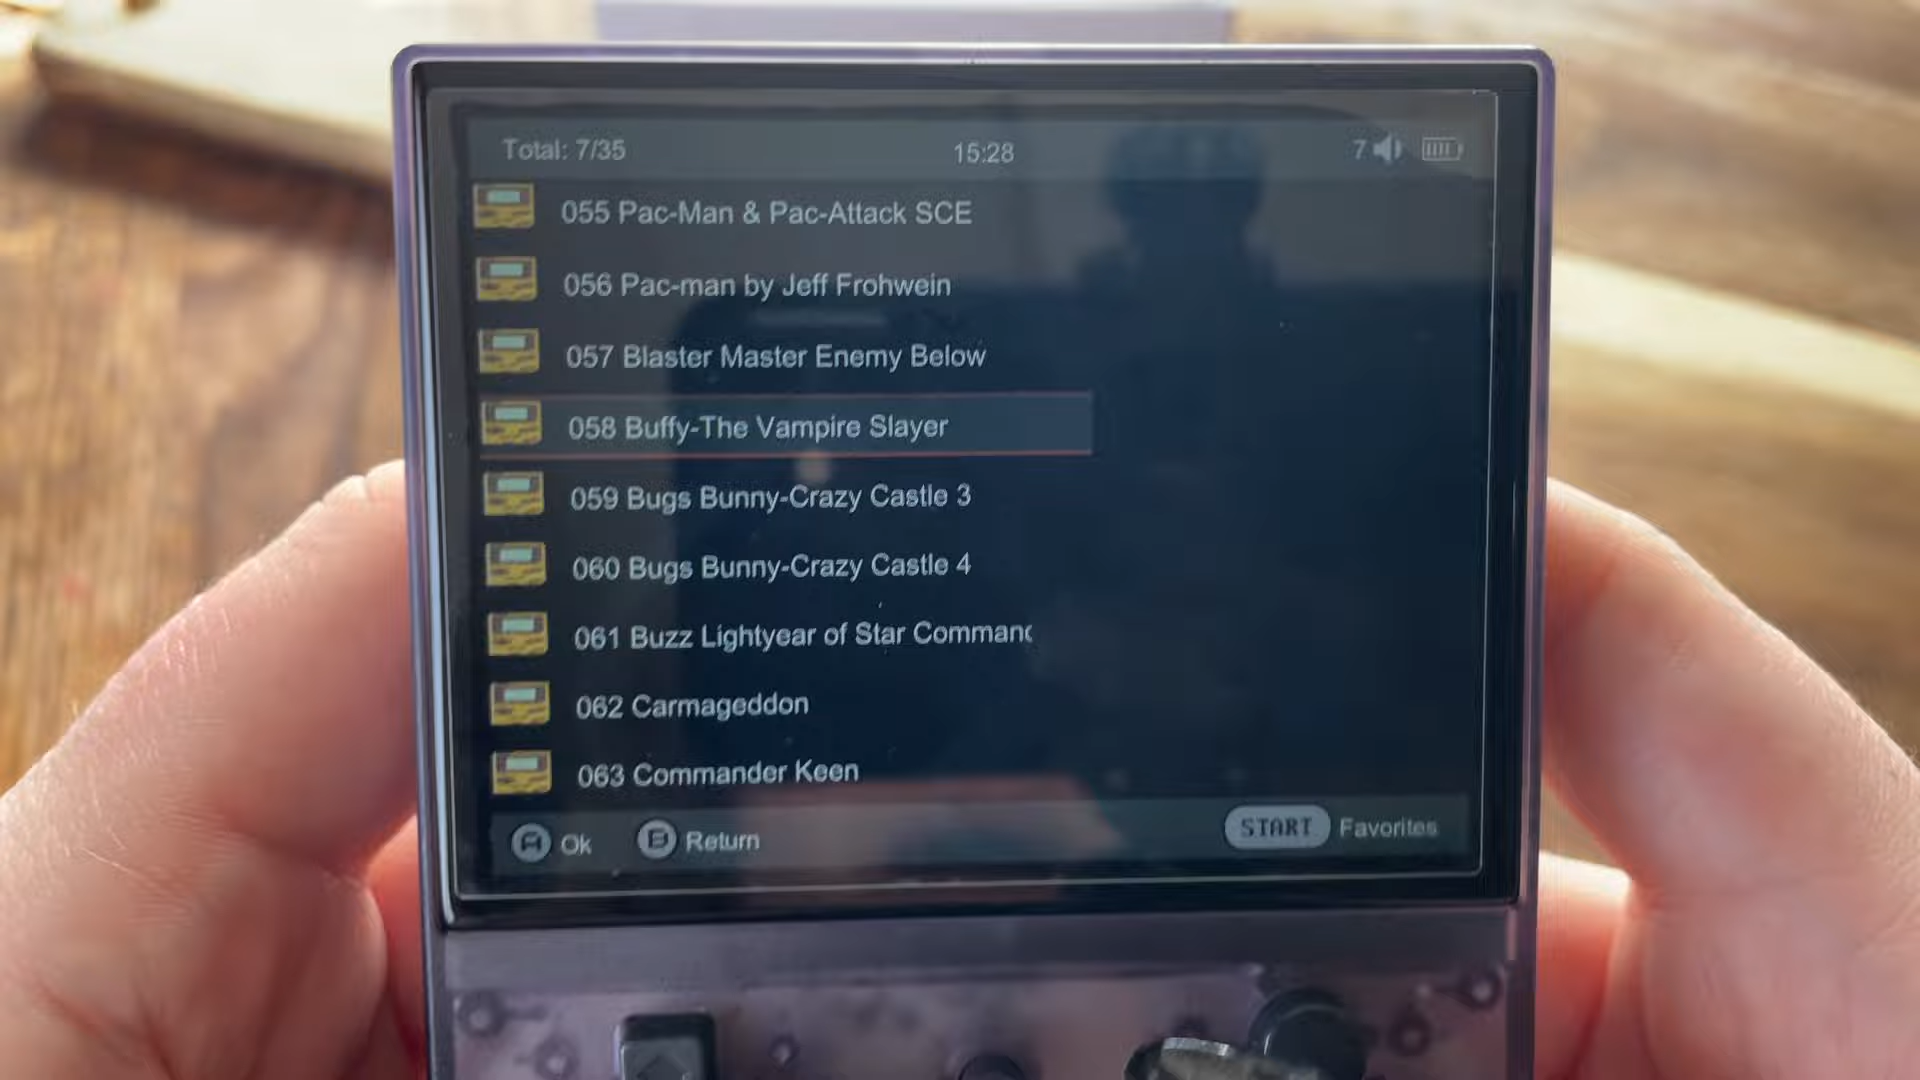 Total: 7/35
15:28
7
055 Pac-Man & Pac-Attack SCE
056 Pac-man by Jeff Frohwein
057 Blaster Master Enemy Below
058 Buffy-The Vampire Slayer
059 Bugs Bunny-Crazy Castle 3
060 Bugs Bunny-Crazy Castle 4
061 Buzz Lightyear of Star Comman
062 Carmageddon
063 Commander Keen
A Ok
B Return
START Favorites